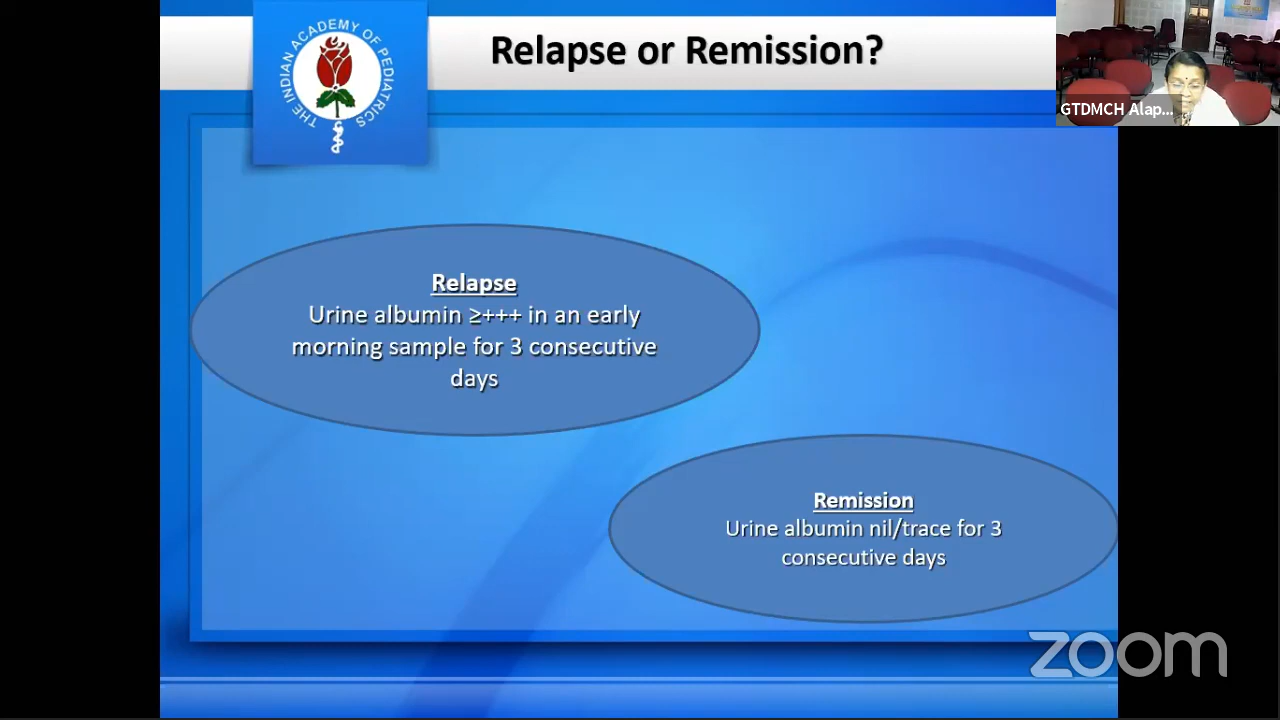 Relapse or Remission?
THE INDIAN ACADEMY OF PEDIATRICS
GTDMCH Alap...
Relapse
Urine albumin ≥+++ in an early
morning sample for 3 consecutive
days
Remission
Urine albumin nil/trace for 3
consecutive days
zoom